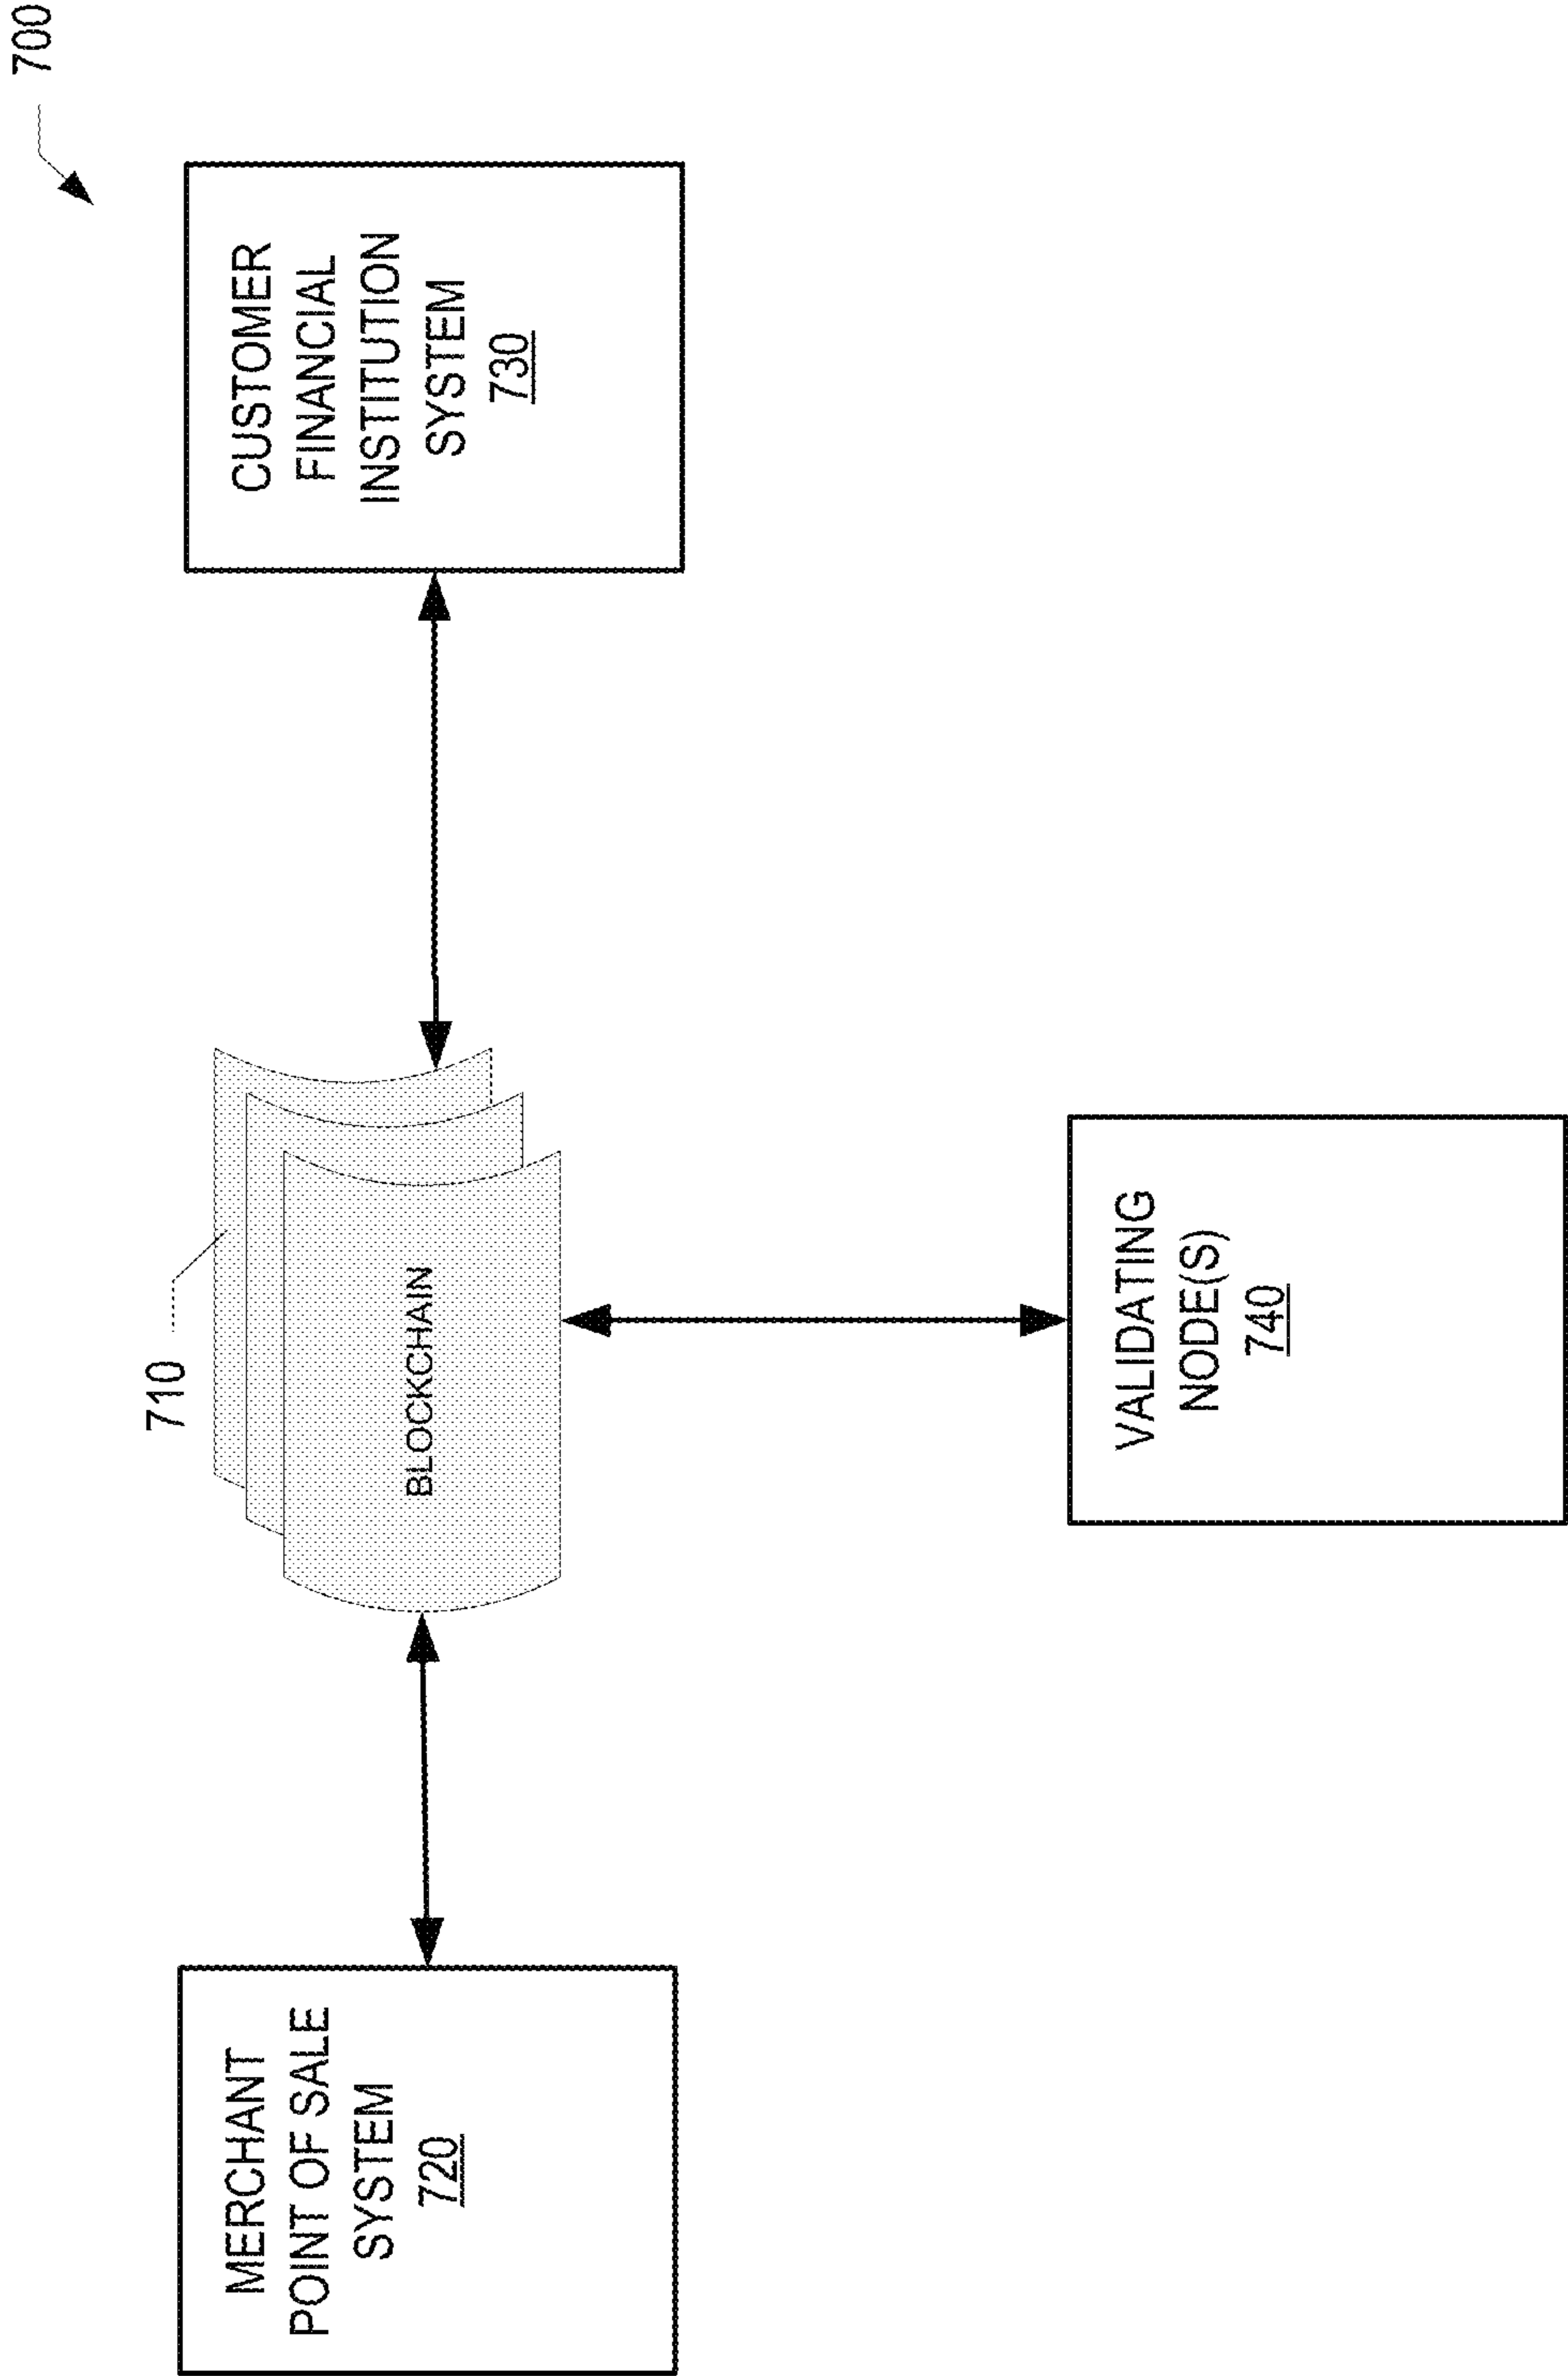 700
710
MERCHANT
POINT OF SALE
SYSTEM
720
BLOCKCHAIN
CUSTOMER
FINANCIAL
INSTITUTION
SYSTEM
730
VALIDATING
NODE(S)
740